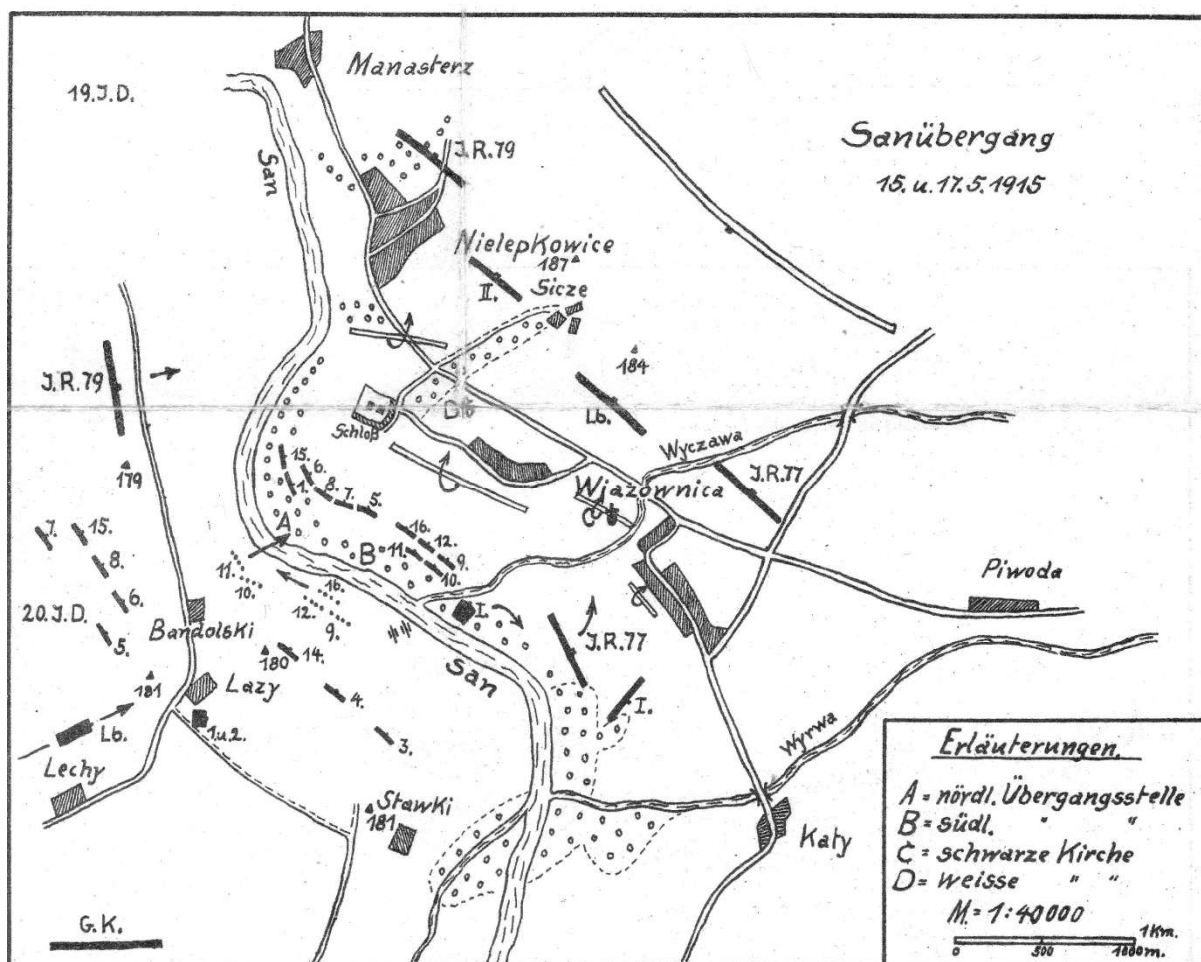 Manasterz
19.J.D.
San
J.R.79
Sanübergang
15. u. 17.5.1915
Nielepkowice
187
II.
Sicze
J.R.79
184
D
Lb.
Schloß
Wyczawa
179
15.
6.
1.
8.
7.
5.
Wjazownica
J.R.77
C
7.
15.
8.
6.
5.
A
B
16.
12.
11.
9.
10.
Piwoda
11.
10.
16.
12.
9.
20.J.D.
Bandolski
I.
J.R.77
180
14.
San
181
Lazy
4.
I.
Lb.
1.u.2.
3.
Wyrwa
Lechy
Stawki
181
Katy
G.K.
Erläuterungen.
A = nördl. Übergangsstelle
B = südl. " "
C = schwarze Kirche
D = weisse " "
M. = 1:40000
1Km.
0 500 1000m.